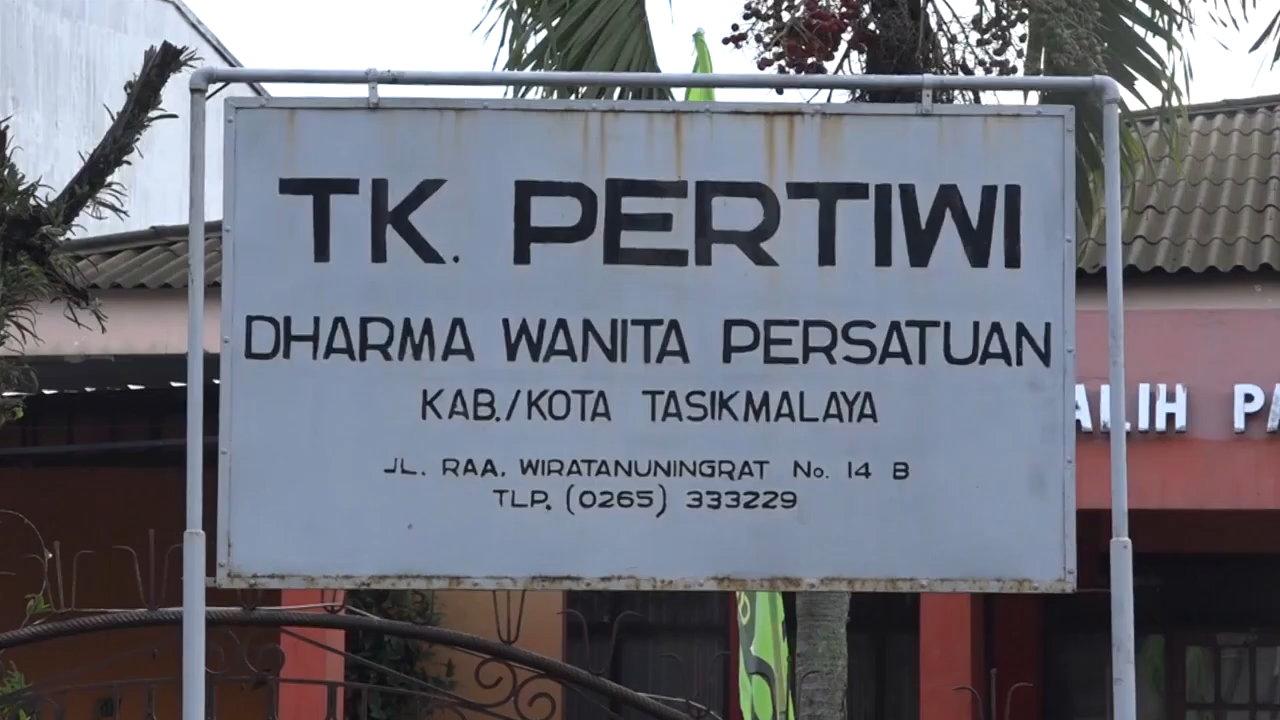 TK. PERTIWI
DHARMA WANITA PERSATUAN
KAB./KOTA TASIKMALAYA
JL. RAA. WIRATANUNINGRAT No. 14 B
TLP. (0265) 333229